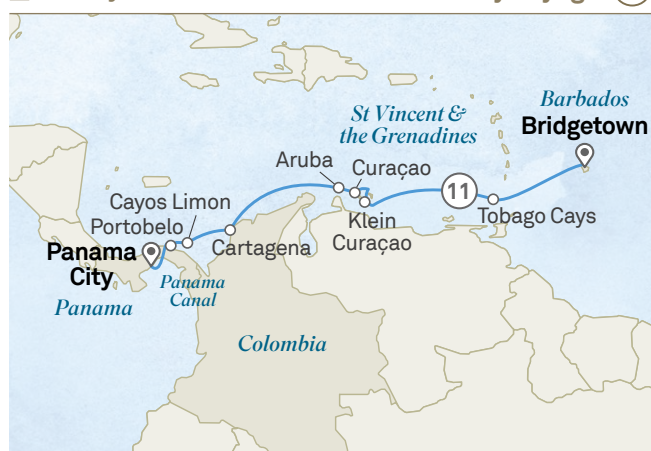 St Vincent &
the Grenadines
Barbados
Bridgetown
Aruba
Curaçao
11
Cayos Limon
Portobelo
Klein
Curaçao
Tobago Cays
Cartagena
Panama
City
Panama
Canal
Panama
Colombia